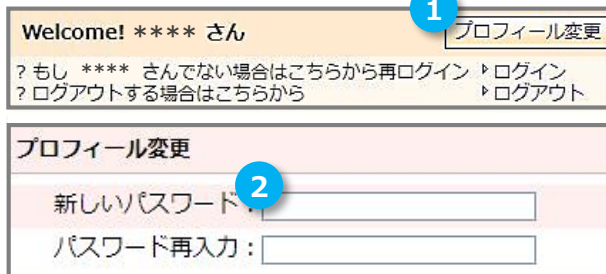 1
Welcome! **** さん
プロフィール変更
? もし **** さんでない場合はこちらから再ログイン
ログイン
? ログアウトする場合はこちらから
ログアウト
プロフィール変更
2
新しいパスワード:
パスワード再入力: